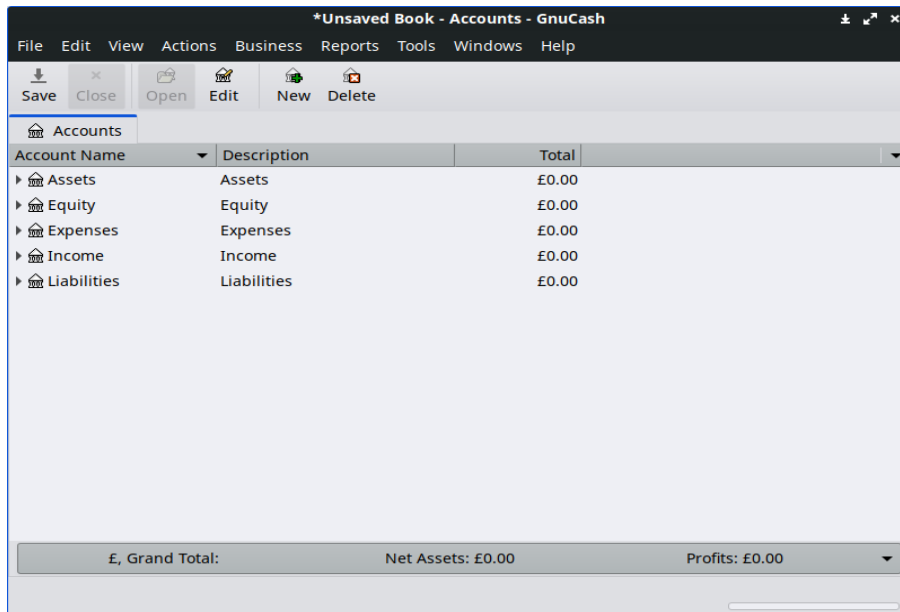 *Unsaved Book - Accounts - GnuCash
File Edit View Actions Business Reports Tools Windows Help
Save Close Open Edit New Delete
Accounts
Account Name Description Total
Assets Assets £0.00
Equity Equity £0.00
Expenses Expenses £0.00
Income Income £0.00
Liabilities Liabilities £0.00
£, Grand Total: Net Assets: £0.00 Profits: £0.00